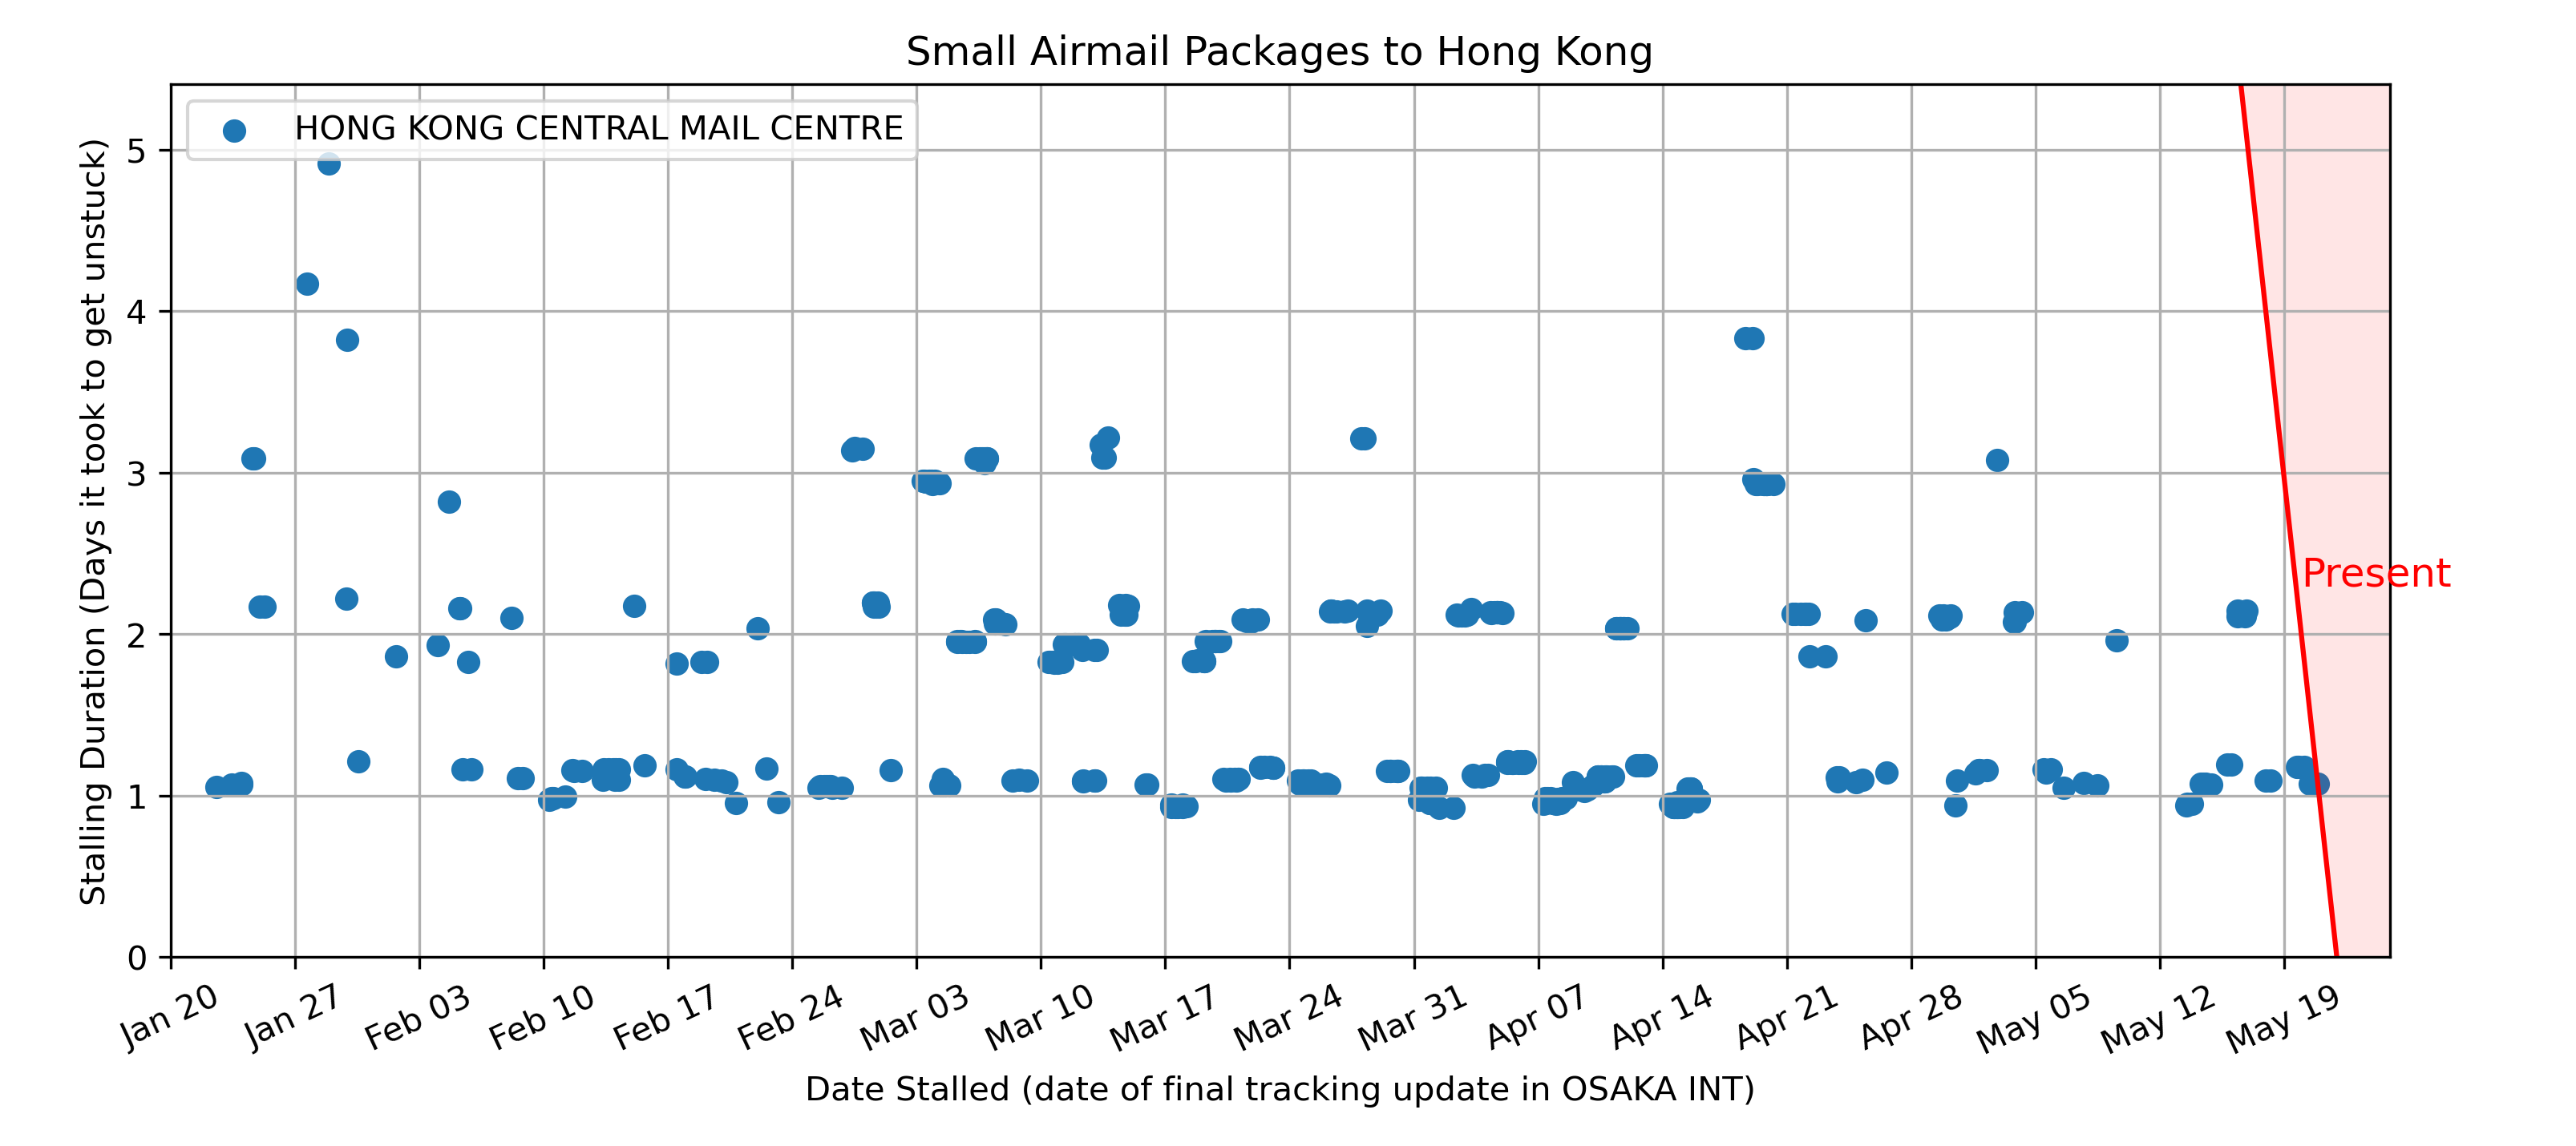 Small Airmail Packages to Hong Kong
HONG KONG CENTRAL MAIL CENTRE
Stalling Duration (Days it took to get unstuck)
5
4
3
2
1
0
Present
Jan 20
Jan 27
Feb 03
Feb 10
Feb 17
Feb 24
Mar 03
Mar 10
Mar 17
Mar 24
Mar 31
Apr 07
Apr 14
Apr 21
Apr 28
May 05
May 12
May 19
Date Stalled (date of final tracking update in OSAKA INT)